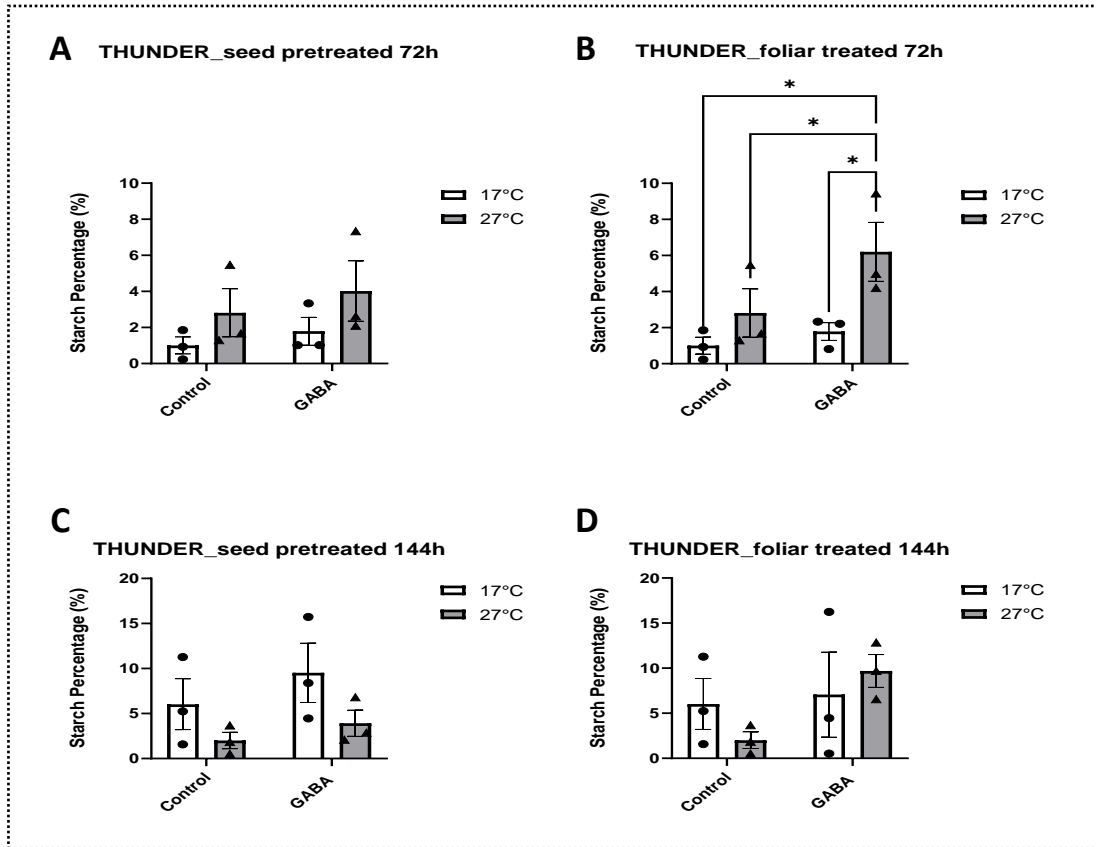 A THUNDER_seed pretreated 72h
Starch Percentage (%)
10
8
6
4
2
0
Control
GABA
17°C
27°C
B THUNDER_foliar treated 72h
*
*
*
Starch Percentage (%)
10
8
6
4
2
0
Control
GABA
17°C
27°C
C
THUNDER_seed pretreated 144h
Starch Percentage (%)
20
15
10
5
0
Control
GABA
17°C
27°C
D
THUNDER_foliar treated 144h
Starch Percentage (%)
20
15
10
5
0
Control
GABA
17°C
27°C